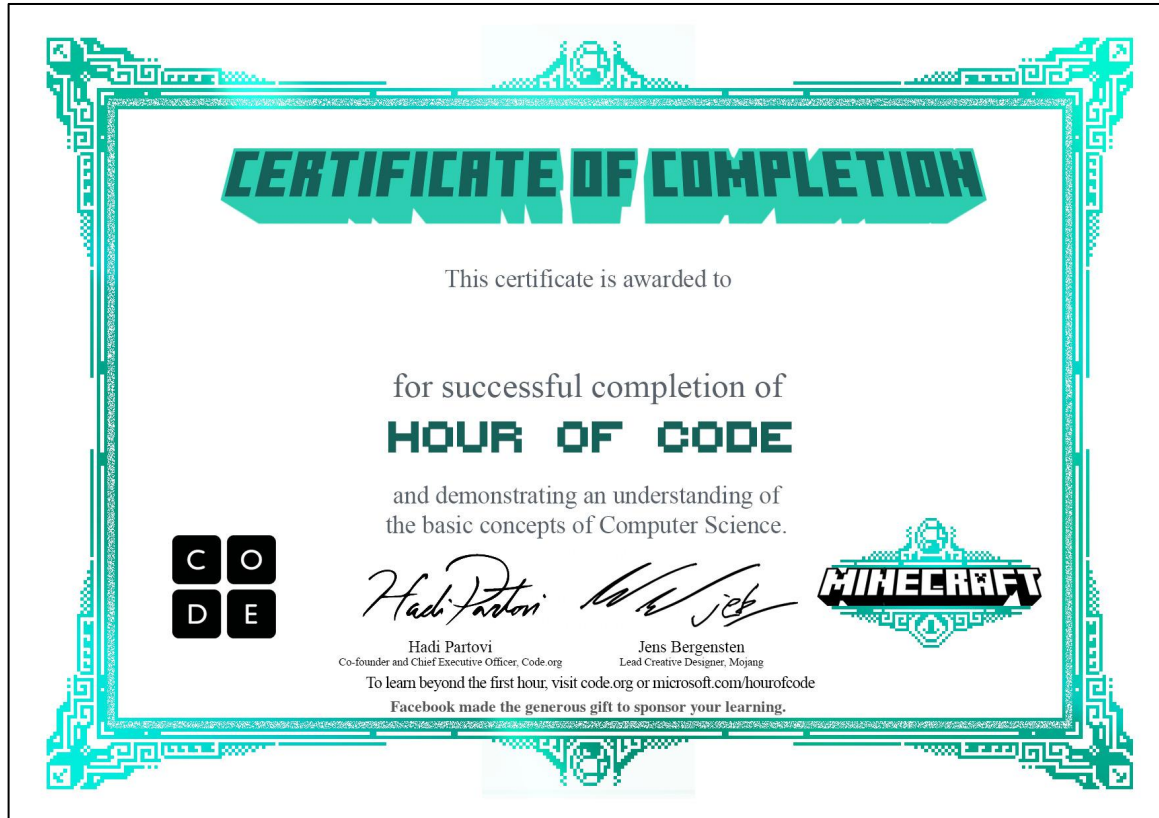 CERTIFICATE OF COMPLETION
This certificate is awarded to
for successful completion of
HOUR OF CODE
and demonstrating an understanding of
the basic concepts of Computer Science.
C O
D E
Hadi Partovi
jeb
MINECRAFT
Hadi Partovi
Co-founder and Chief Executive Officer, Code.org
Jens Bergensten
Lead Creative Designer, Mojang
To learn beyond the first hour, visit code.org or microsoft.com/hourofcode
Facebook made the generous gift to sponsor your learning.